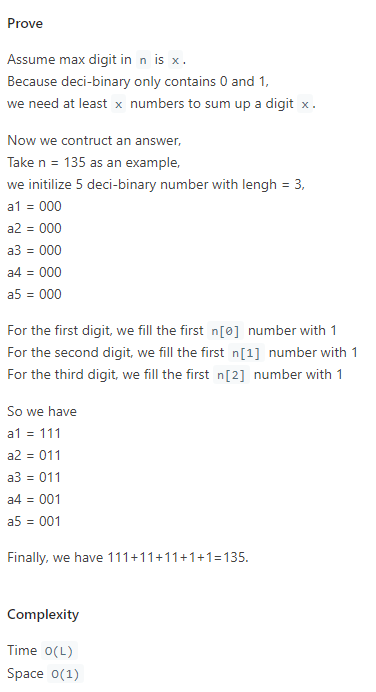 Prove
Assume max digit in n is x.
Because deci-binary only contains 0 and 1,
we need at least x numbers to sum up a digit x.
Now we contruct an answer,
Take n = 135 as an example,
we initilize 5 deci-binary number with lengh = 3,
a1 = 000
a2 = 000
a3 = 000
a4 = 000
a5 = 000
For the first digit, we fill the first n[0] number with 1
For the second digit, we fill the first n[1] number with 1
For the third digit, we fill the first n[2] number with 1
So we have
a1 = 111
a2 = 011
a3 = 011
a4 = 001
a5 = 001
Finally, we have 111+11+11+1+1=135.
Complexity
Time O(L)
Space O(1)